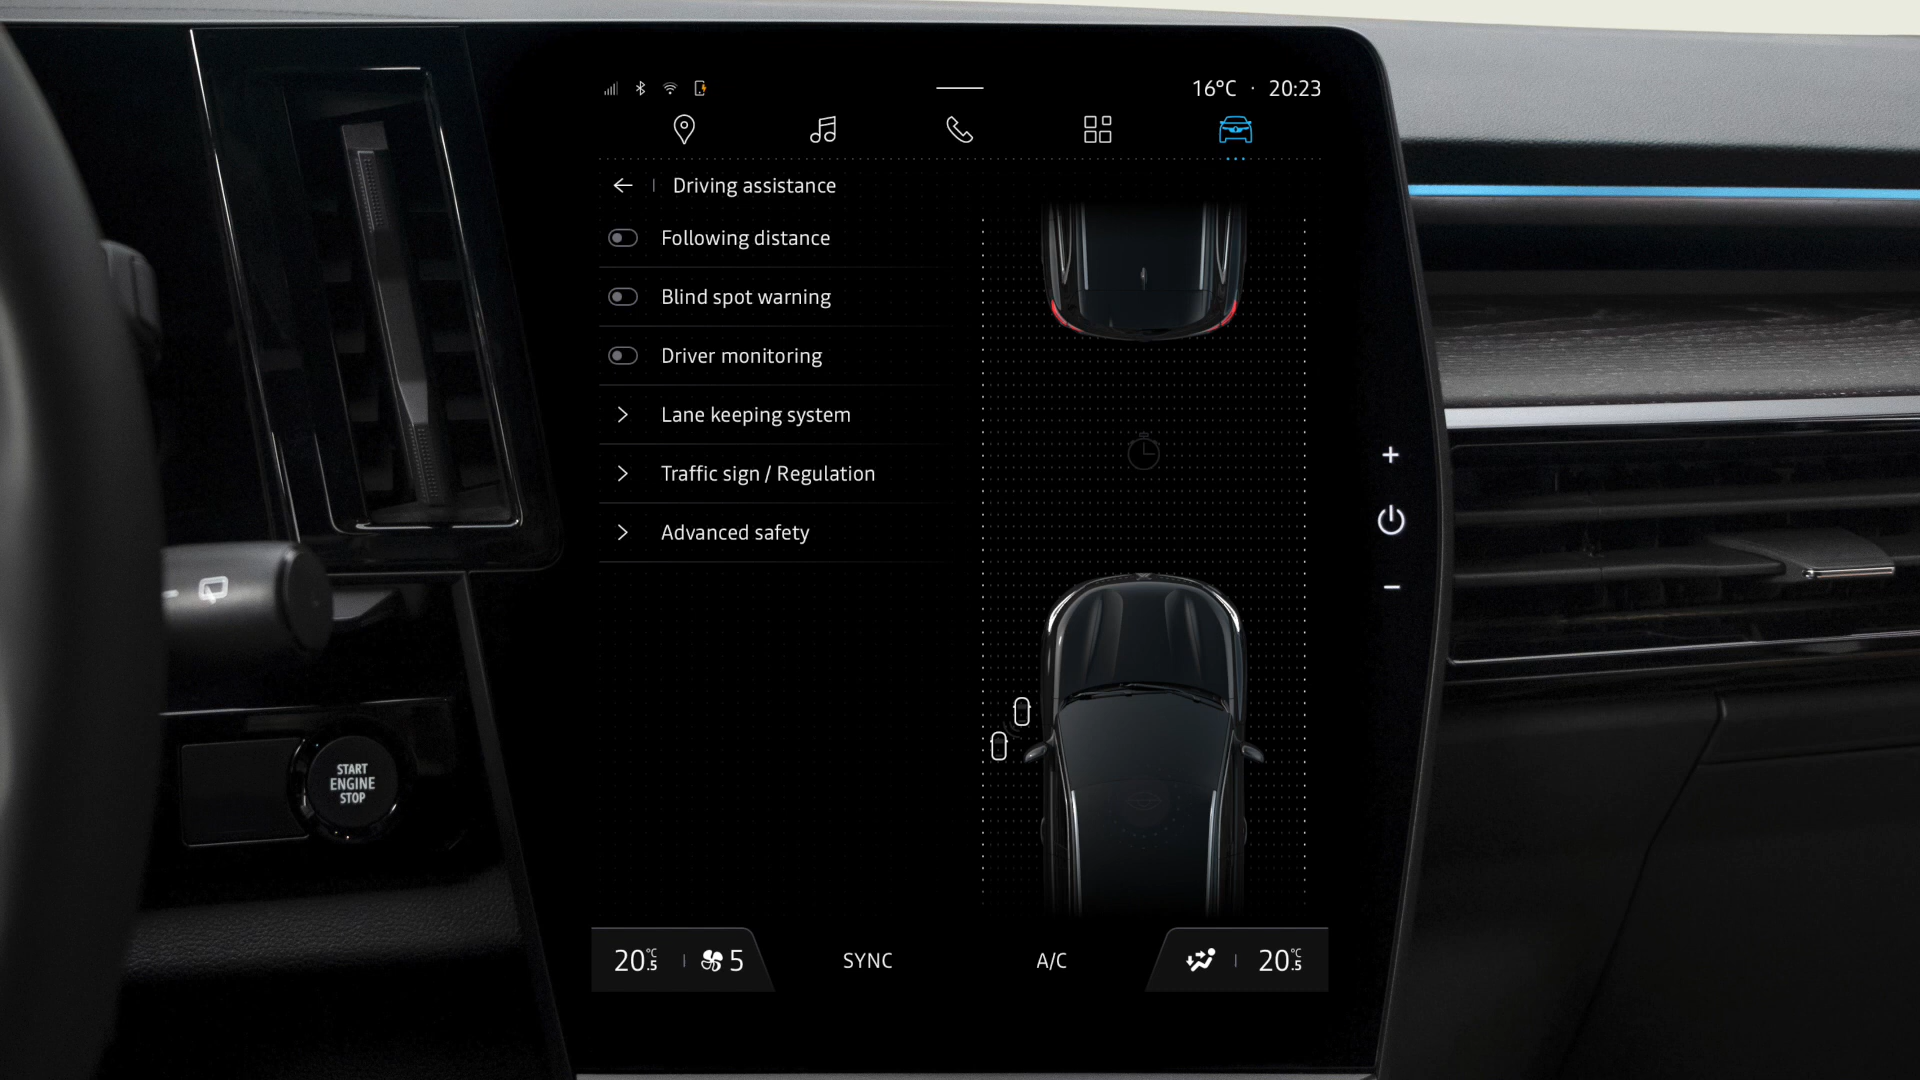 16°C · 20:23
Driving assistance
Following distance
Blind spot warning
Driver monitoring
Lane keeping system
Traffic sign / Regulation
Advanced safety
START
ENGINE
STOP
20°C.5 | 5 SYNC A/C | 20°C.5